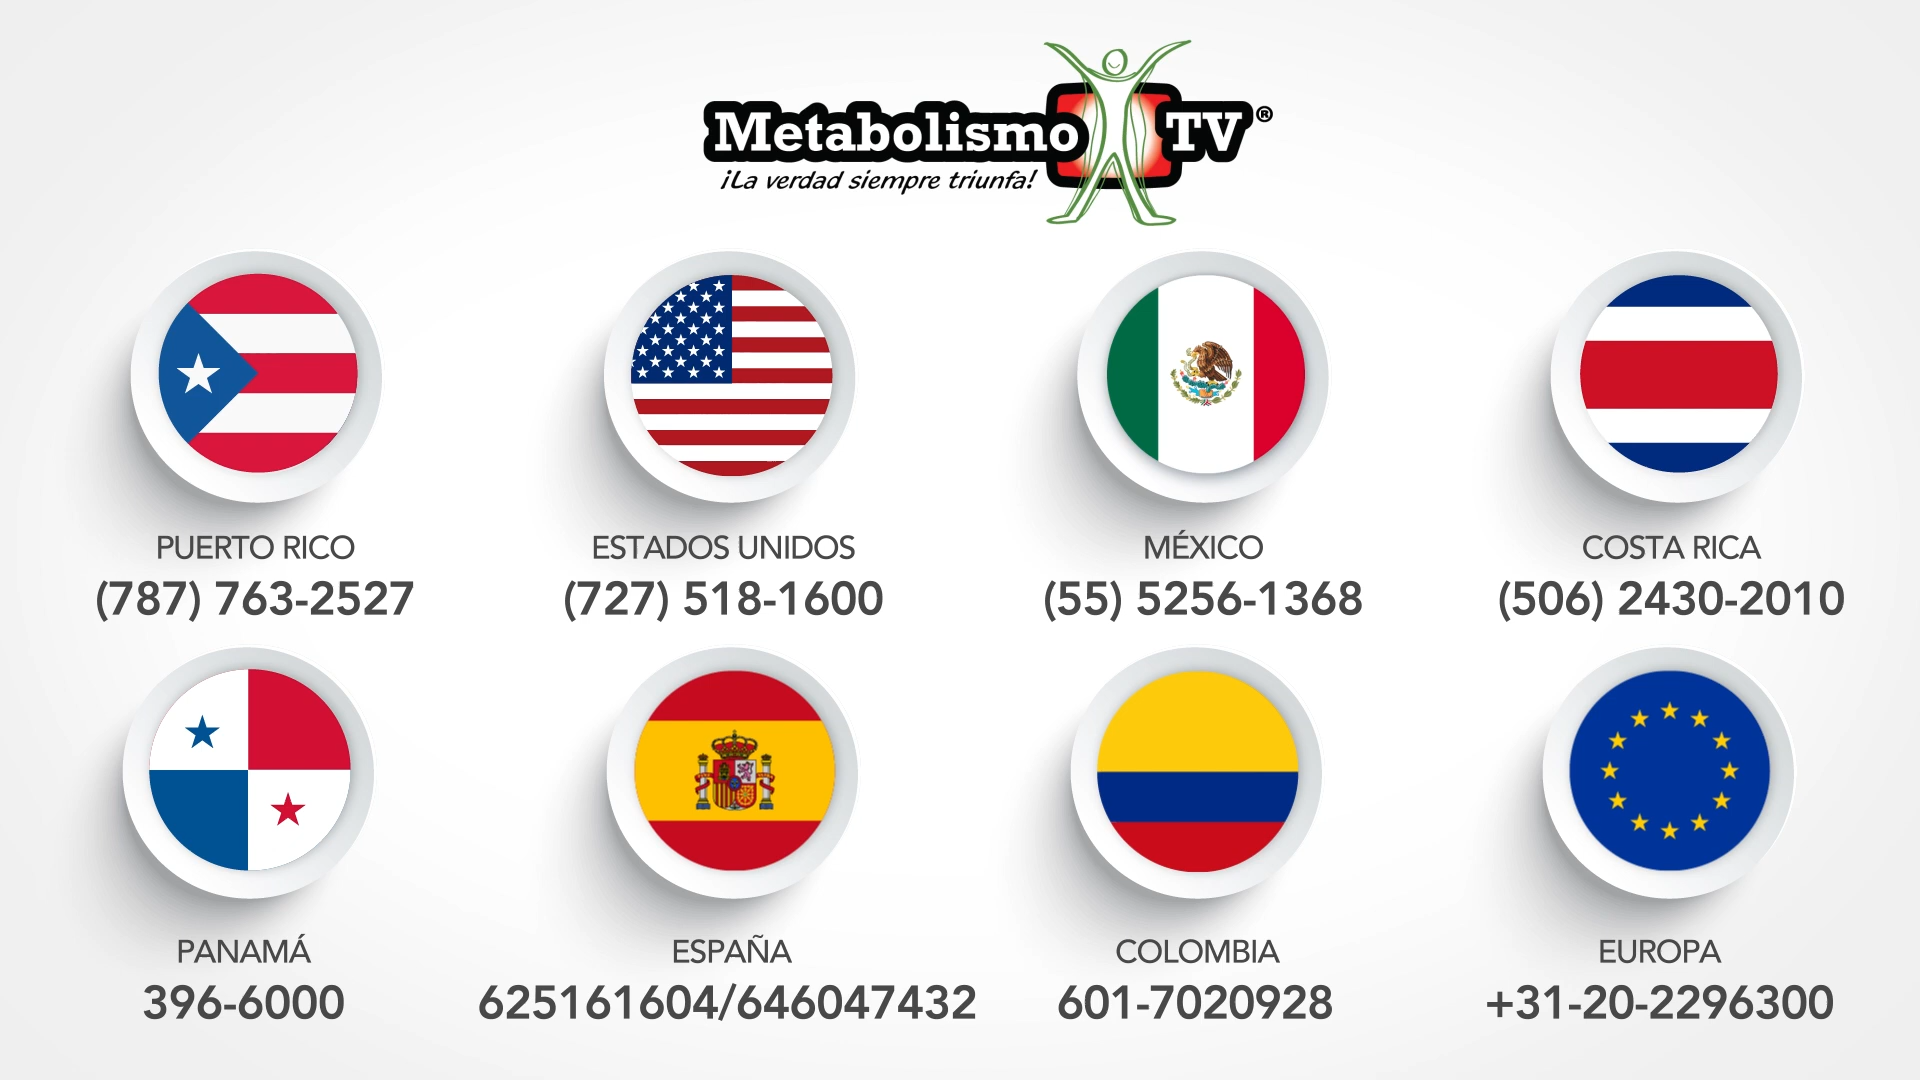 Metabolismo TV®
¡La verdad siempre triunfa!
PUERTO RICO
(787) 763-2527
ESTADOS UNIDOS
(727) 518-1600
MÉXICO
(55) 5256-1368
COSTA RICA
(506) 2430-2010
PANAMÁ
396-6000
ESPAÑA
625161604/646047432
COLOMBIA
601-7020928
EUROPA
+31-20-2296300